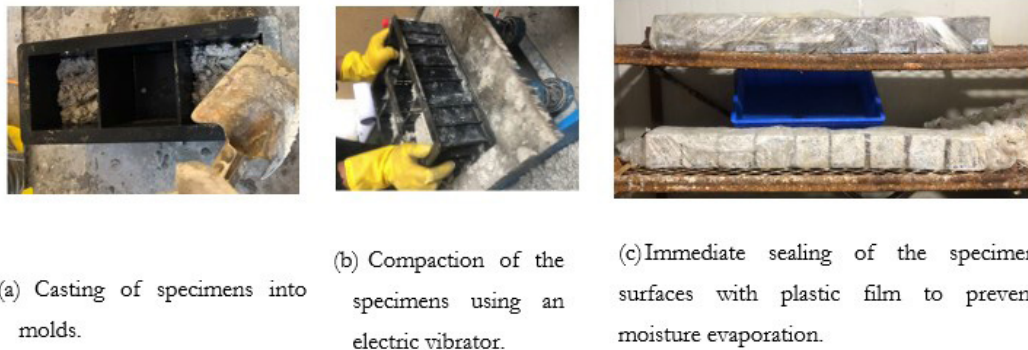 (a) Casting of specimens into
molds.
(b) Compaction of the
specimens using an
electric vibrator.
(c)Immediate sealing of the specimen
surfaces with plastic film to preven
moisture evaporation.